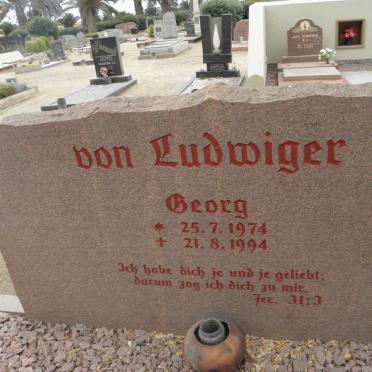 von Ludwiger
Georg
* 25.7.1974
† 21.8.1994
Ich habe dich je und je geliebt;
darum zog ich dich zu mir.
Jer. 31:3